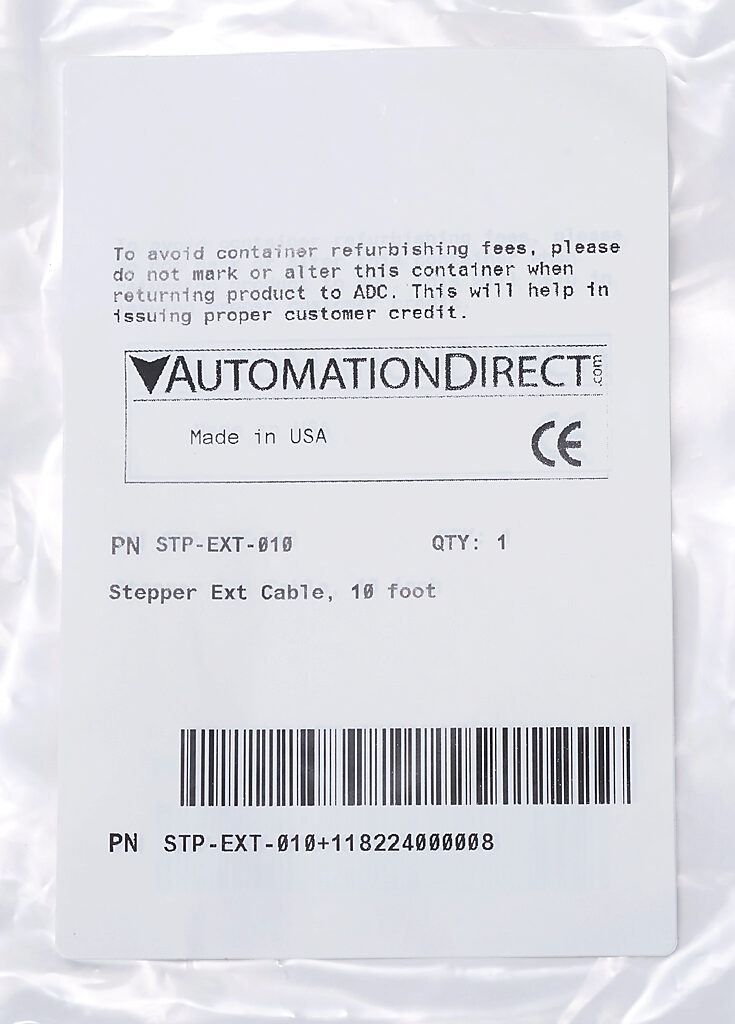 To avoid container refurbishing fees, please
do not mark or alter this container when
returning product to ADC. This will help in
issuing proper customer credit.
AUTOMATIONDIRECT.com
Made in USA CE
PN STP-EXT-010 QTY: 1
Stepper Ext Cable, 10 foot
PN STP-EXT-010+118224000008